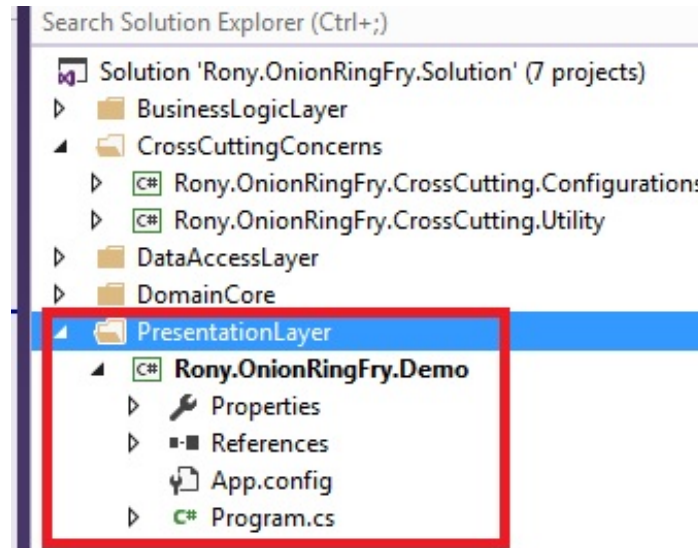 Search Solution Explorer (Ctrl+;)
Solution 'Rony.OnionRingFry.Solution' (7 projects)
BusinessLogicLayer
CrossCuttingConcerns
C# Rony.OnionRingFry.CrossCutting.Configurations
C# Rony.OnionRingFry.CrossCutting.Utility
DataAccessLayer
DomainCore
PresentationLayer
C# Rony.OnionRingFry.Demo
Properties
References
App.config
C# Program.cs